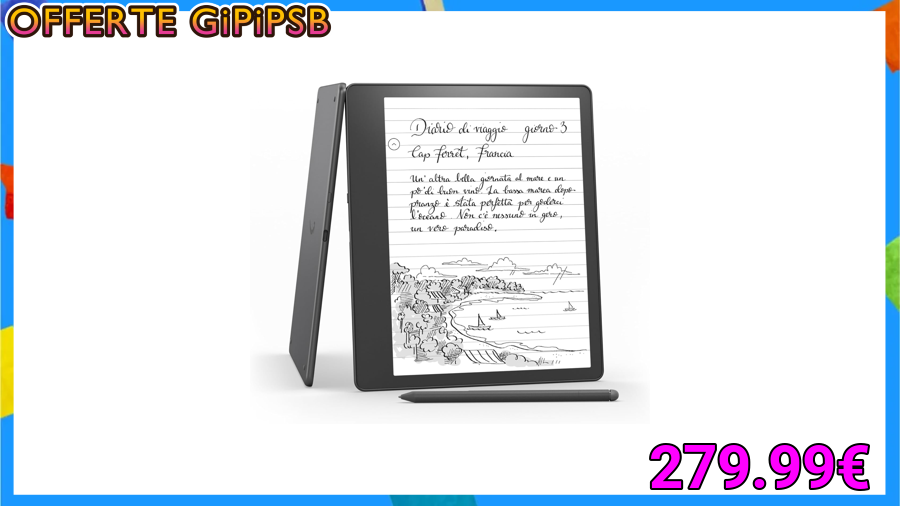 OFFERTE GiPiPSB
Diario di viaggio giorno 3
Cap Ferret, Francia
Un'altra bella giornata al mare e un
po' di buon vino. La bassa marea dopo
pranzo è stata perfetta per goderci
l'oceano. Non c'è nessuno in giro,
un vero paradiso.
279.99€